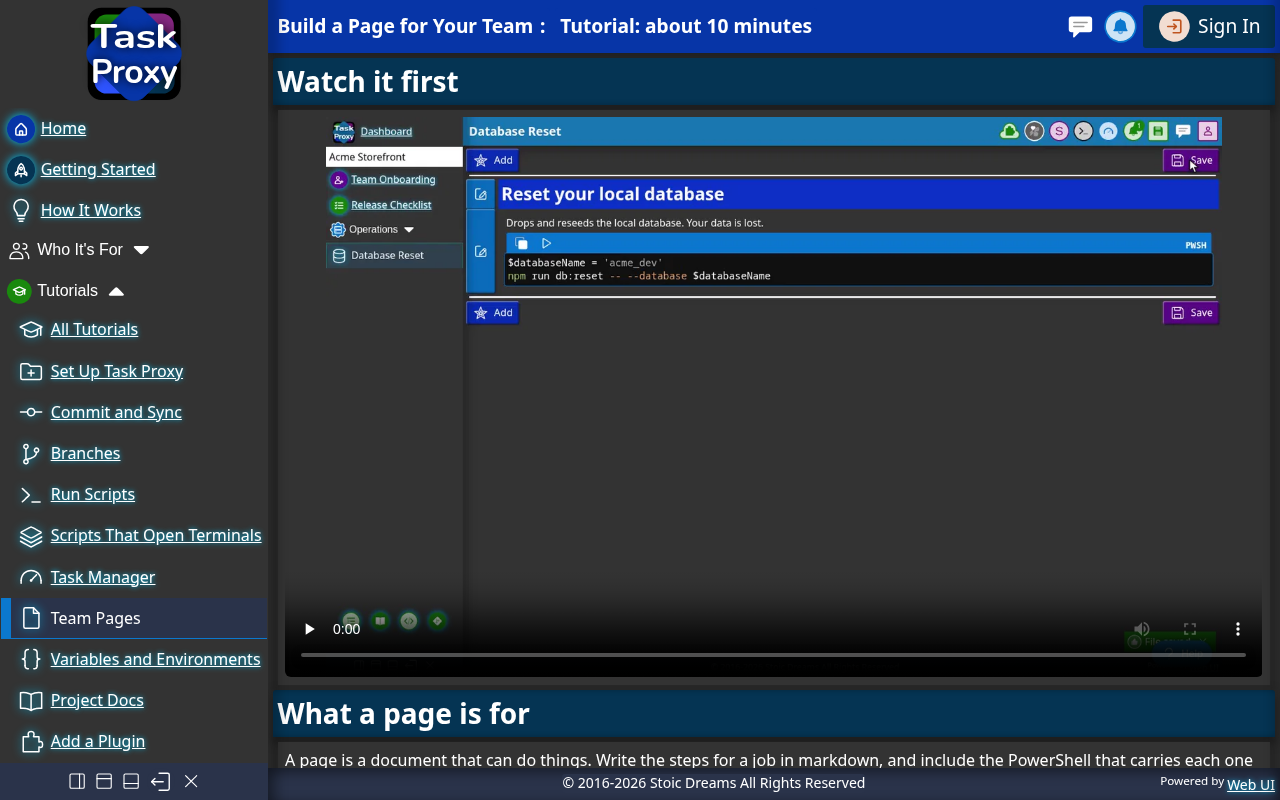 Task
Proxy
Home
Getting Started
How It Works
Who It's For
Tutorials
All Tutorials
Set Up Task Proxy
Commit and Sync
Branches
Run Scripts
Scripts That Open Terminals
Task Manager
Team Pages
Variables and Environments
Project Docs
Add a Plugin
Build a Page for Your Team : Tutorial: about 10 minutes
Sign In
Watch it first
Task
Proxy
Dashboard
Acme Storefront
Team Onboarding
Release Checklist
Operations
Database Reset
Database Reset
S
1
Add
Save
Reset your local database
Drops and reseeds the local database. Your data is lost.
PWSH
$databaseName = 'acme_dev'
npm run db:reset -- --database $databaseName
Add
Save
0:00
What a page is for
A page is a document that can do things. Write the steps for a job in markdown, and include the PowerShell that carries each one
© 2016-2026 Stoic Dreams All Rights Reserved
Powered by Web UI